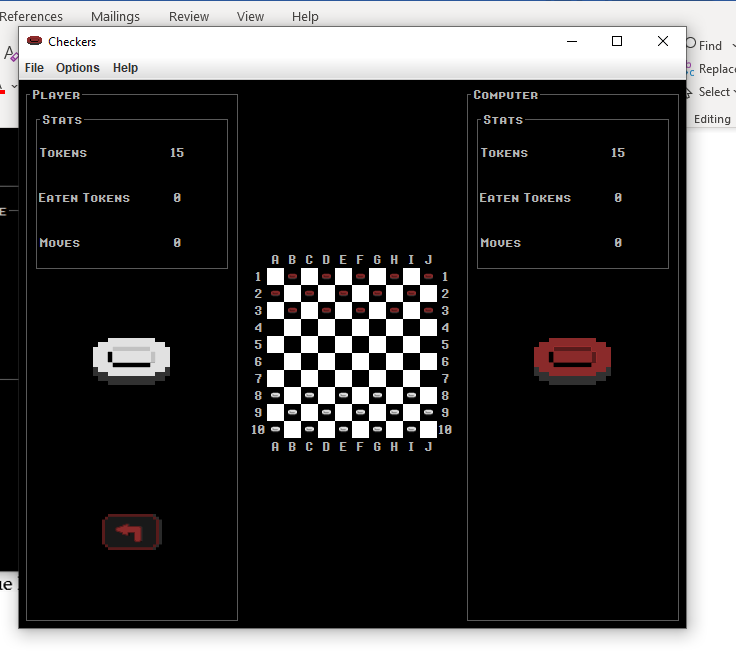 References Mailings Review View Help
Checkers
Find
File Options Help
Replace
Select
Editing
Player
Stats
Tokens 15
Eaten Tokens 0
Moves 0
Computer
Stats
Tokens 15
Eaten Tokens 0
Moves 0
A B C D E F G H I J
1 1
2 2
3 3
4 4
5 5
6 6
7 7
8 8
9 9
10 10
A B C D E F G H I J